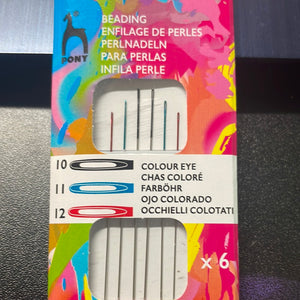 BEADING
ENFILAGE DE PERLES
PERLNADELN
PARA PERLAS
INFILA PERLE
PONY
10 COLOUR EYE
CHAS COLORÉ
11 FARBÖHR
OJO COLORADO
12 OCCHIELLI COLOTATI
x 6